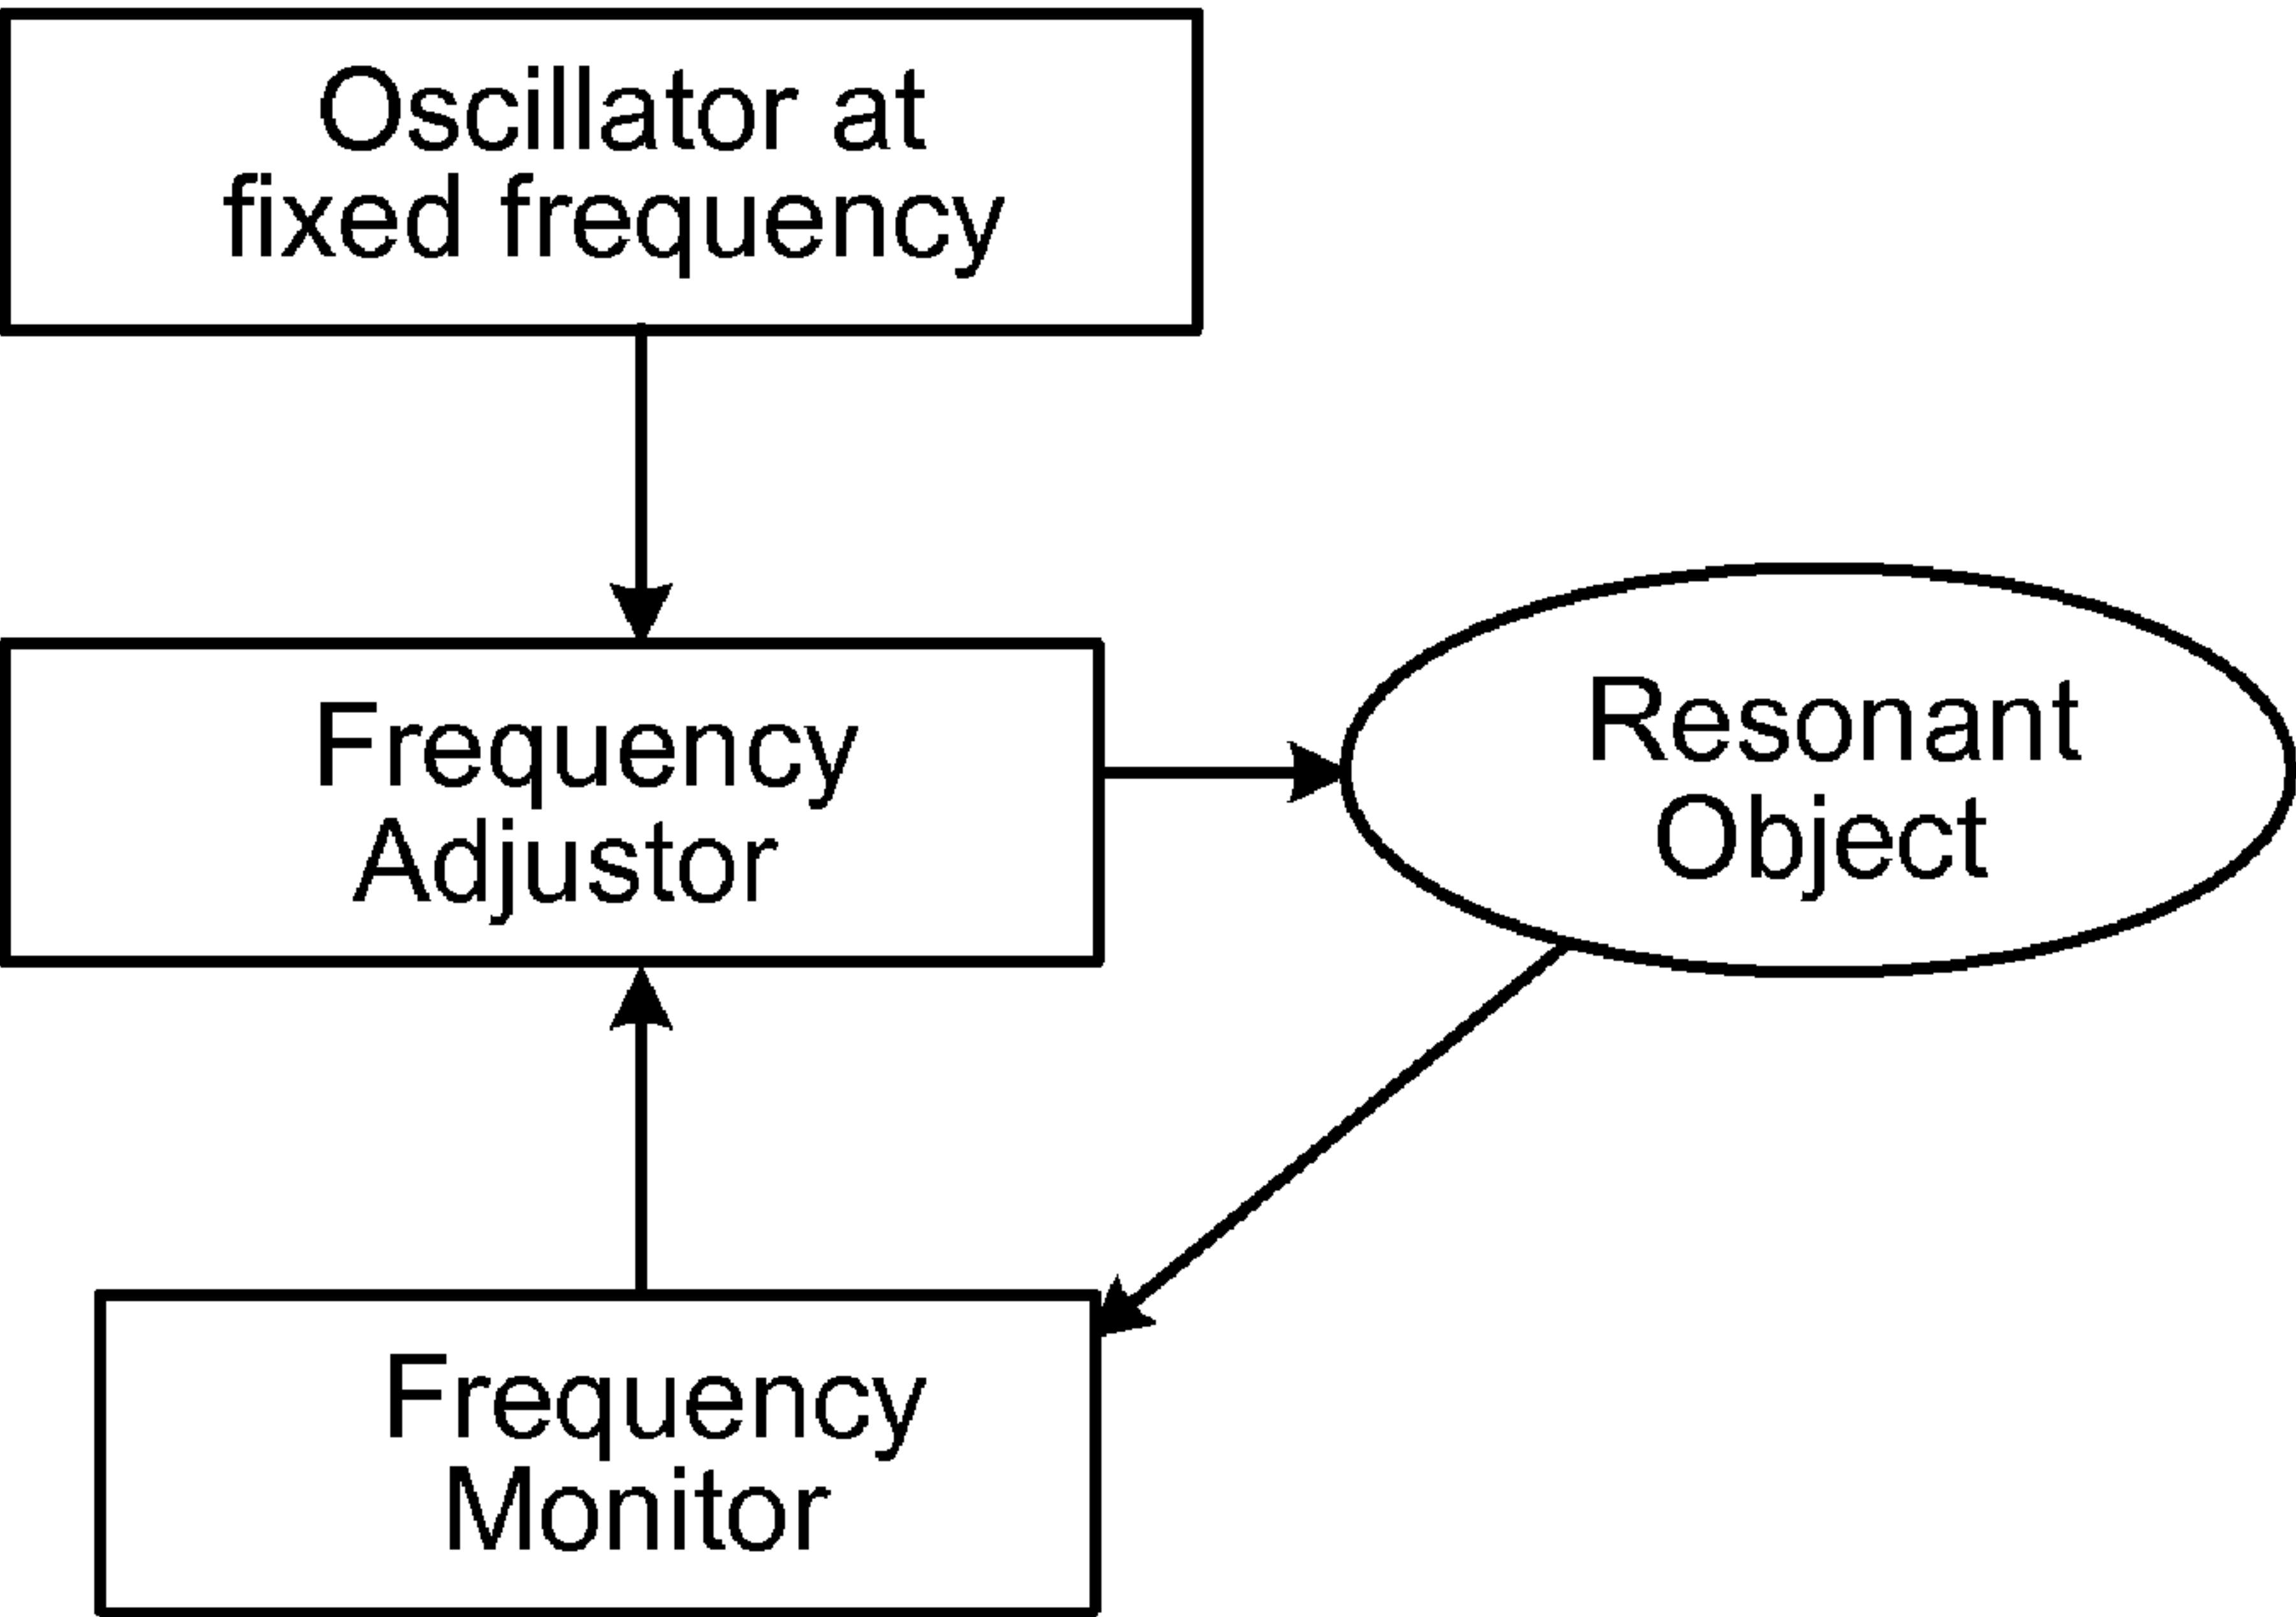 Oscillator at
fixed frequency
Frequency
Adjustor
Resonant
Object
Frequency
Monitor